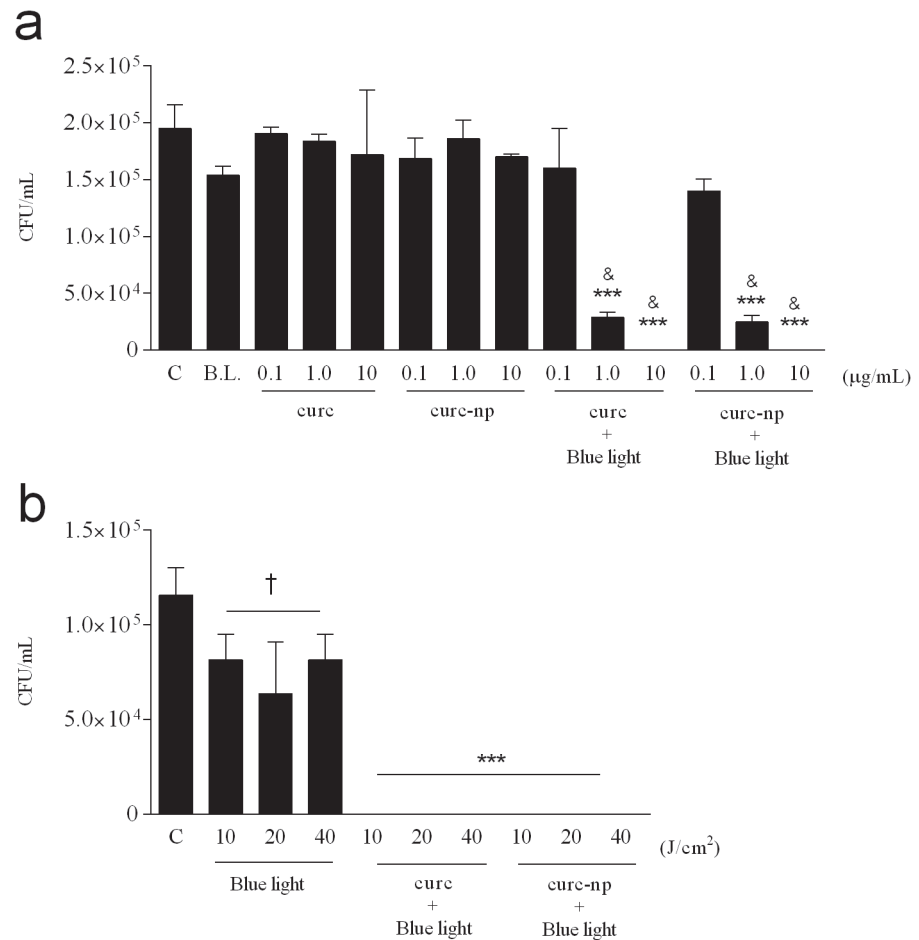 a
2.5×10⁵
2.0×10⁵
1.5×10⁵
1.0×10⁵
5.0×10⁴
0
CFU/mL
& & & &
*** *** *** ***
C B.L. 0.1 1.0 10 0.1 1.0 10 0.1 1.0 10 0.1 1.0 10 (µg/mL)
curc curc-np curc + Blue light curc-np + Blue light
b
1.5×10⁵
1.0×10⁵
5.0×10⁴
0
CFU/mL
†
***
C 10 20 40 10 20 40 10 20 40 (J/cm²)
Blue light curc + Blue light curc-np + Blue light